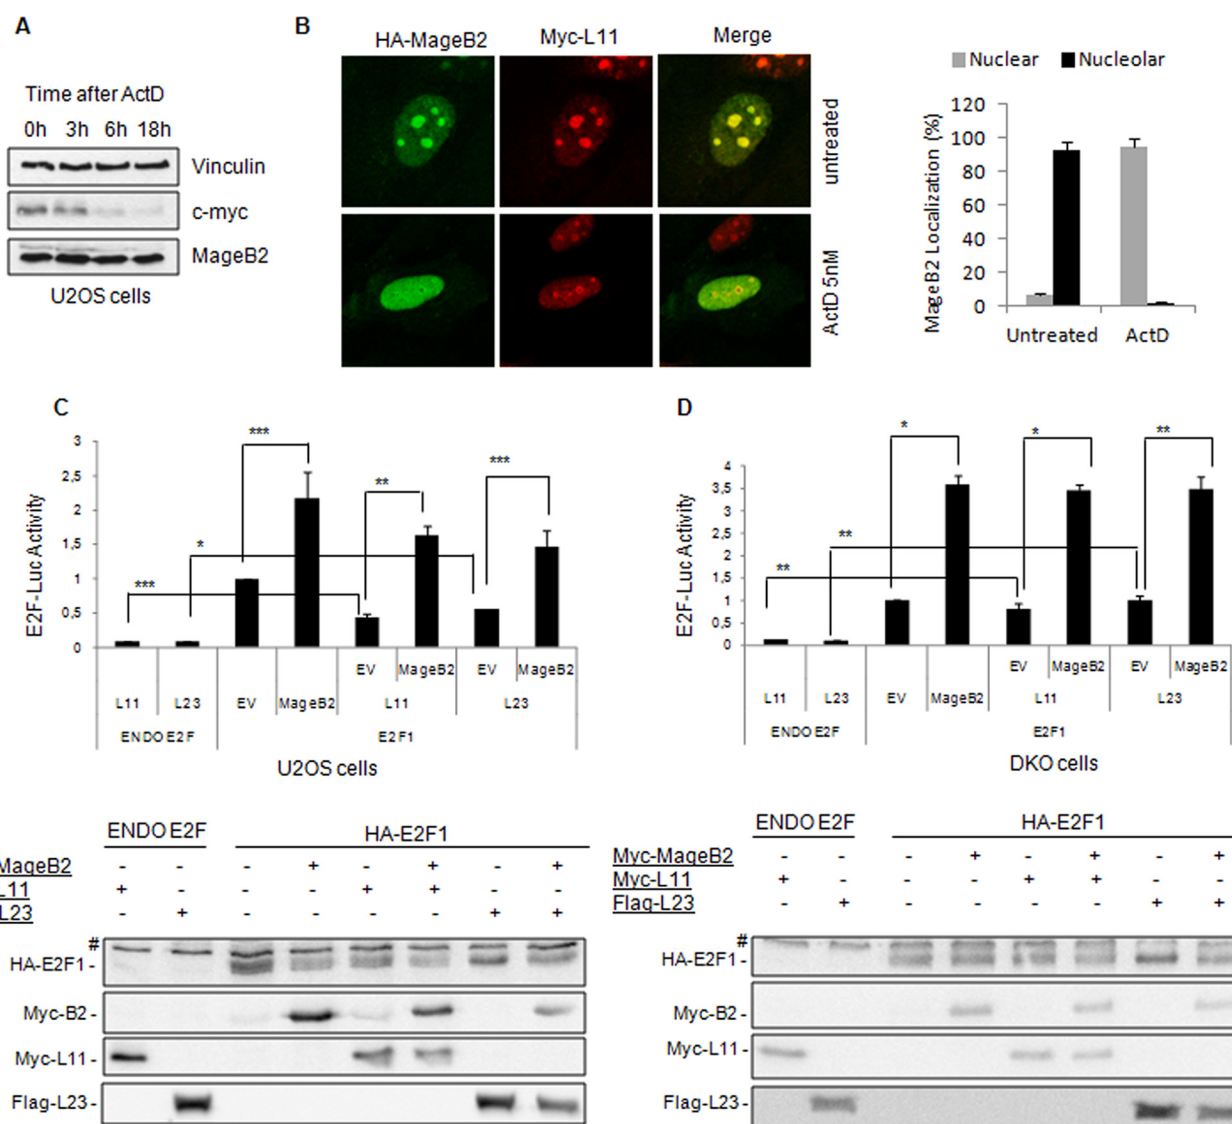 A
Time after ActD
0h 3h 6h 18h
Vinculin
c-myc
MageB2
U2OS cells
B
HA-MageB2 Myc-L11 Merge
untreated
ActD 5nM
Nuclear Nucleolar
MageB2 Localization (%)
120
100
80
60
40
20
0
Untreated ActD
C
E2F-Luc Activity
3
2,5
2
1,5
1
0,5
0
*** * *** ** ***
EV MageB2 EV MageB2
L11 L23 EV MageB2 L11 L23
ENDO E2F E2F1
U2OS cells
D
E2F-Luc Activity
4
3,5
3
2,5
2
1,5
1
0,5
0
** ** * * **
EV MageB2 EV MageB2
L11 L23 EV MageB2 L11 L23
ENDO E2F E2F1
DKO cells
ENDO E2F HA-E2F1
MageB2 - - - + - + - +
L11 + - - - + + - -
L23 - + - - - - + +
#
HA-E2F1 -
Myc-B2 -
Myc-L11 -
Flag-L23 -
ENDO E2F HA-E2F1
Myc-MageB2 - - - + - + - +
Myc-L11 + - - - + + - -
Flag-L23 - + - - - - + +
#
HA-E2F1 -
Myc-B2 -
Myc-L11 -
Flag-L23 -